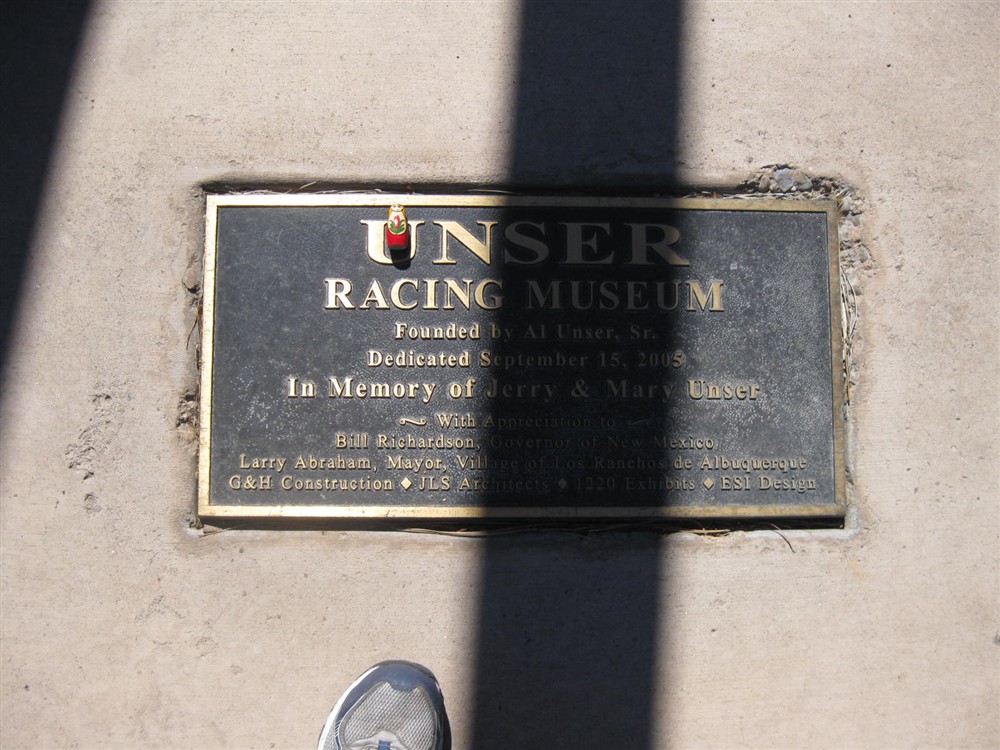 UNSER
RACING MUSEUM
Founded by Al Unser, Sr.
Dedicated September 15, 2005
In Memory of Jerry & Mary Unser
~ With Appreciation to ~
Bill Richardson, Governor of New Mexico
Larry Abraham, Mayor, Village of Los Ranchos de Albuquerque
G&H Construction ◆ JLS Architects ◆ 1220 Exhibits ◆ ESI Design